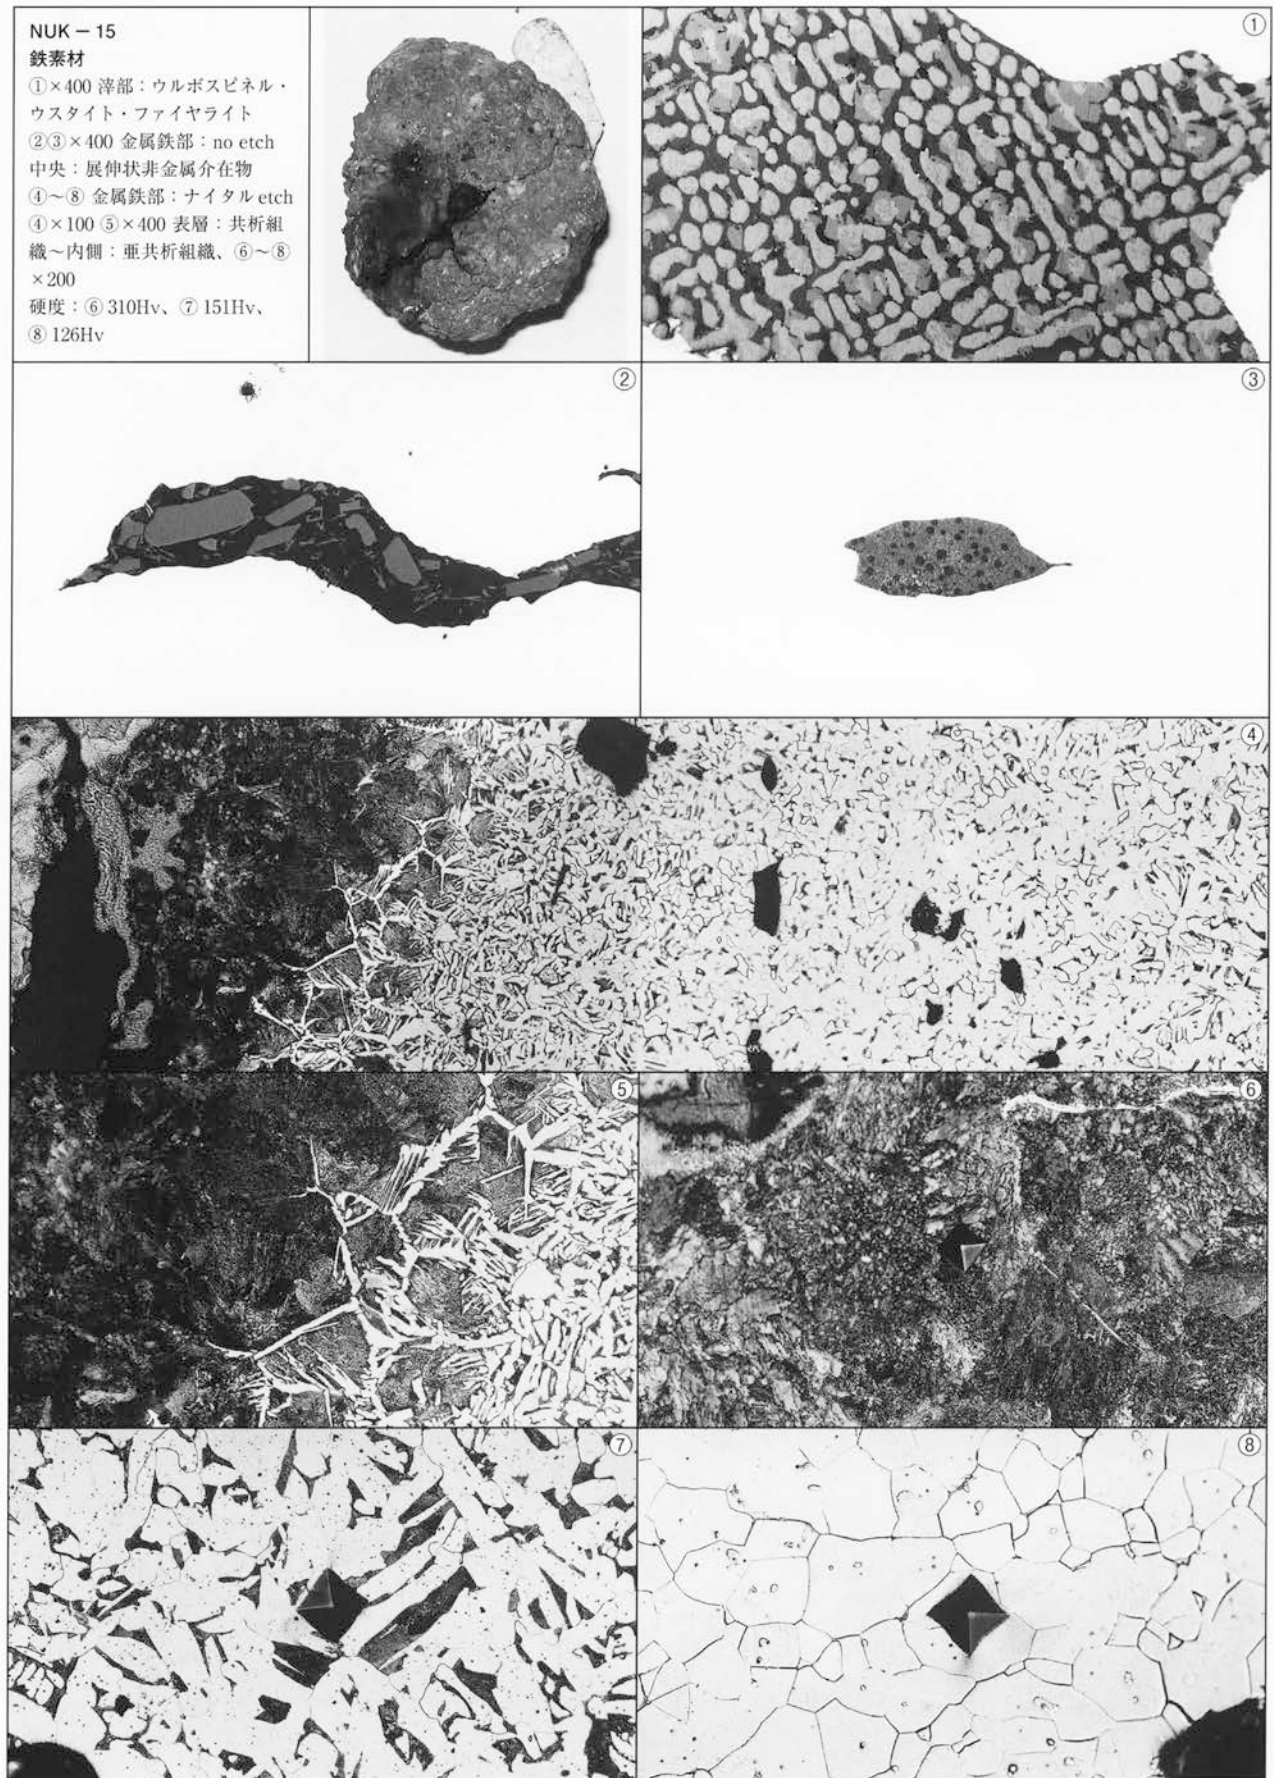 NUK－15
鉄素材
①×400 滓部：ウルボスピネル・
ウスタイト・ファイヤライト
②③×400 金属鉄部：no etch
中央：展伸状非金属介在物
④～⑧ 金属鉄部：ナイタル etch
④×100 ⑤×400 表層：共析組
織～内側：亜共析組織、⑥～⑧
×200
硬度：⑥ 310Hv、⑦ 151Hv、
⑧ 126Hv
①
②
③
④
⑤
⑥
⑦
⑧